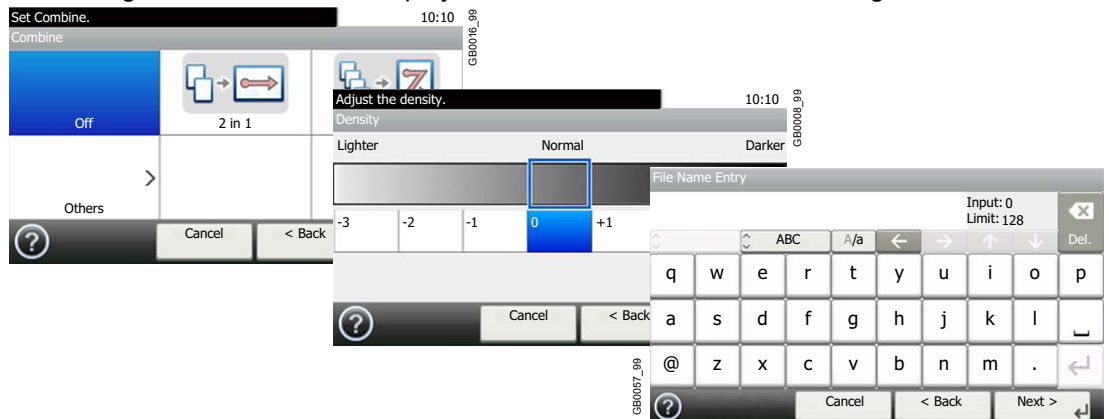 Set Combine. 10:10
Combine
Off
2 in 1
Others
Cancel
< Back
GB0016_99
Adjust the density. 10:10
Density
Lighter Normal Darker
-3 -2 -1 0 +1
Cancel
< Back
GB0008_99
File Name Entry
Input: 0
Limit: 128
ABC A/a Del.
q w e r t y u i o p
a s d f g h j k l
@ z x c v b n m .
Cancel
< Back
Next >
GB0057_99